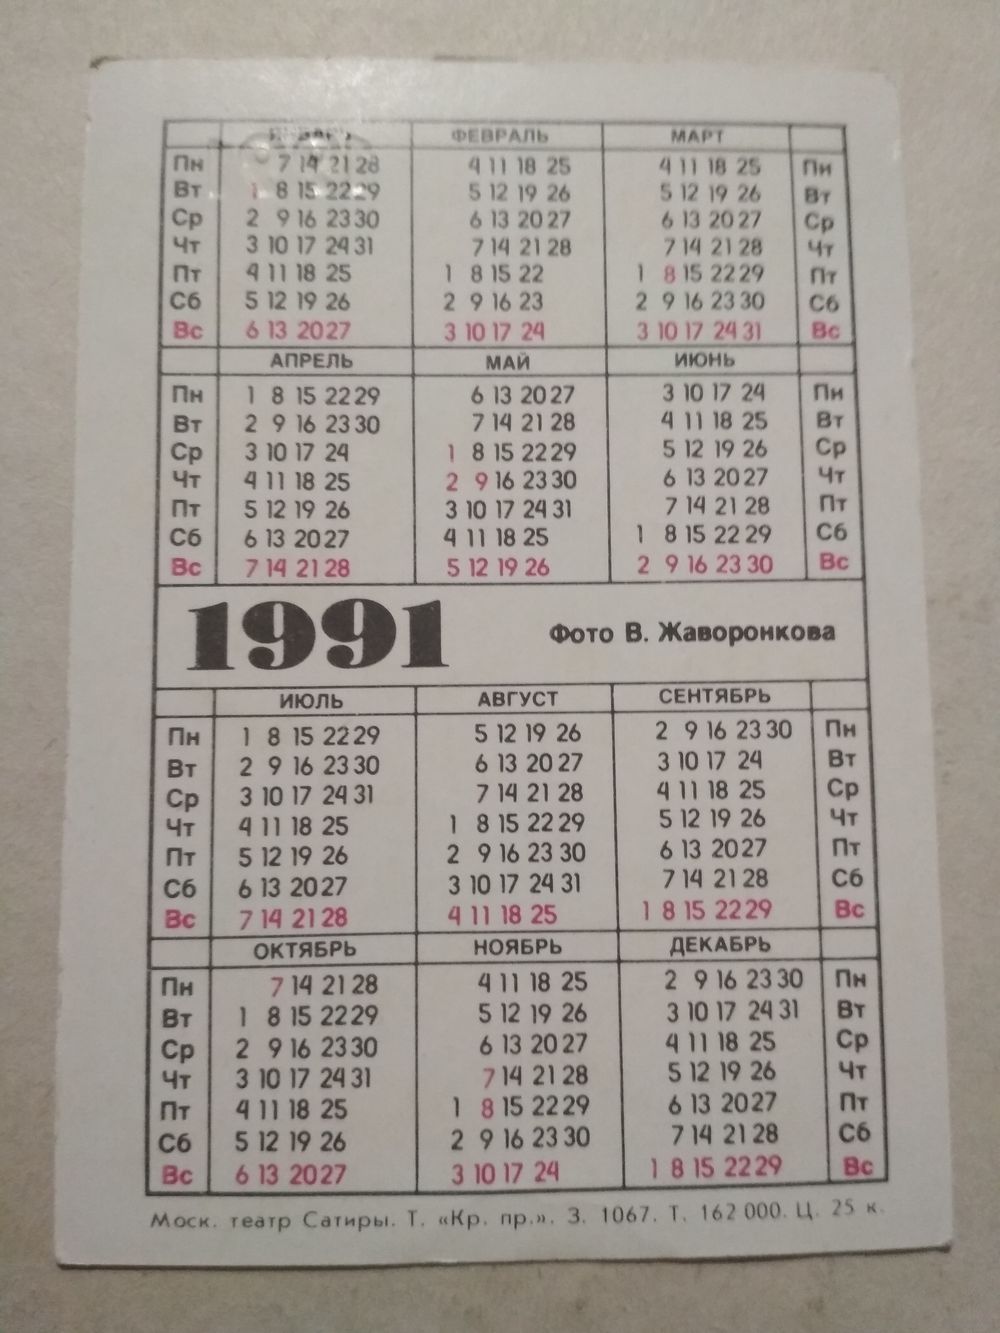 ЯНВАРЬ ФЕВРАЛЬ МАРТ
Пн 7 14 21 28 4 11 18 25 4 11 18 25 Пн
Вт 1 8 15 22 29 5 12 19 26 5 12 19 26 Вт
Ср 2 9 16 23 30 6 13 20 27 6 13 20 27 Ср
Чт 3 10 17 24 31 7 14 21 28 7 14 21 28 Чт
Пт 4 11 18 25 1 8 15 22 1 8 15 22 29 Пт
Сб 5 12 19 26 2 9 16 23 2 9 16 23 30 Сб
Вс 6 13 20 27 3 10 17 24 3 10 17 24 31 Вс
АПРЕЛЬ МАЙ ИЮНЬ
Пн 1 8 15 22 29 6 13 20 27 3 10 17 24 Пн
Вт 2 9 16 23 30 7 14 21 28 4 11 18 25 Вт
Ср 3 10 17 24 1 8 15 22 29 5 12 19 26 Ср
Чт 4 11 18 25 2 9 16 23 30 6 13 20 27 Чт
Пт 5 12 19 26 3 10 17 24 31 7 14 21 28 Пт
Сб 6 13 20 27 4 11 18 25 1 8 15 22 29 Сб
Вс 7 14 21 28 5 12 19 26 2 9 16 23 30 Вс
1991 Фото В. Жаворонкова
ИЮЛЬ АВГУСТ СЕНТЯБРЬ
Пн 1 8 15 22 29 5 12 19 26 2 9 16 23 30 Пн
Вт 2 9 16 23 30 6 13 20 27 3 10 17 24 Вт
Ср 3 10 17 24 31 7 14 21 28 4 11 18 25 Ср
Чт 4 11 18 25 1 8 15 22 29 5 12 19 26 Чт
Пт 5 12 19 26 2 9 16 23 30 6 13 20 27 Пт
Сб 6 13 20 27 3 10 17 24 31 7 14 21 28 Сб
Вс 7 14 21 28 4 11 18 25 1 8 15 22 29 Вс
ОКТЯБРЬ НОЯБРЬ ДЕКАБРЬ
Пн 7 14 21 28 4 11 18 25 2 9 16 23 30 Пн
Вт 1 8 15 22 29 5 12 19 26 3 10 17 24 31 Вт
Ср 2 9 16 23 30 6 13 20 27 4 11 18 25 Ср
Чт 3 10 17 24 31 7 14 21 28 5 12 19 26 Чт
Пт 4 11 18 25 1 8 15 22 29 6 13 20 27 Пт
Сб 5 12 19 26 2 9 16 23 30 7 14 21 28 Сб
Вс 6 13 20 27 3 10 17 24 1 8 15 22 29 Вс
Моск. театр Сатиры. Т. «Кр. пр.». З. 1067. Т. 162 000. Ц. 25 к.